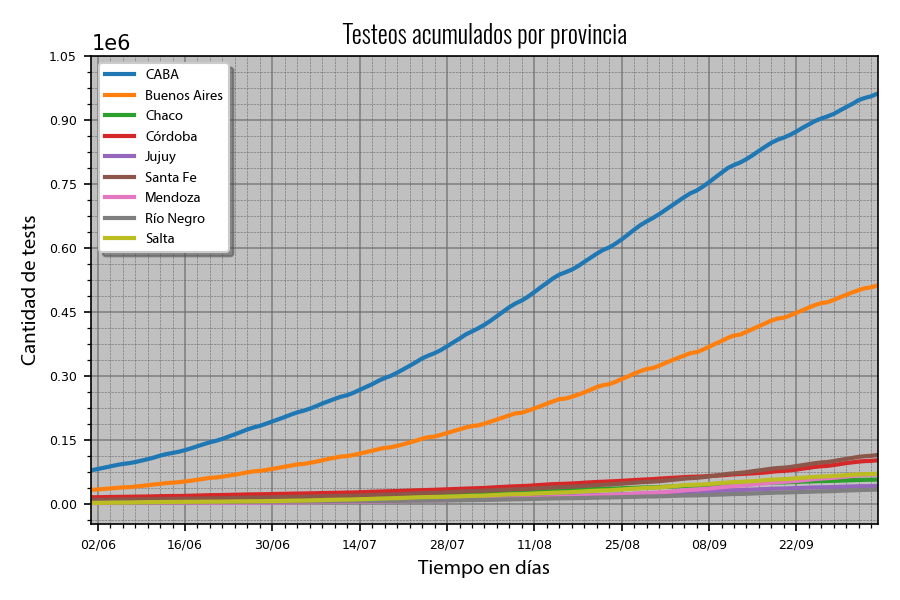 Testeos acumulados por provincia
1e6
1.05
0.90
0.75
0.60
0.45
0.30
0.15
0.00
Cantidad de tests
CABA
Buenos Aires
Chaco
Córdoba
Jujuy
Santa Fe
Mendoza
Río Negro
Salta
02/06 16/06 30/06 14/07 28/07 11/08 25/08 08/09 22/09
Tiempo en días